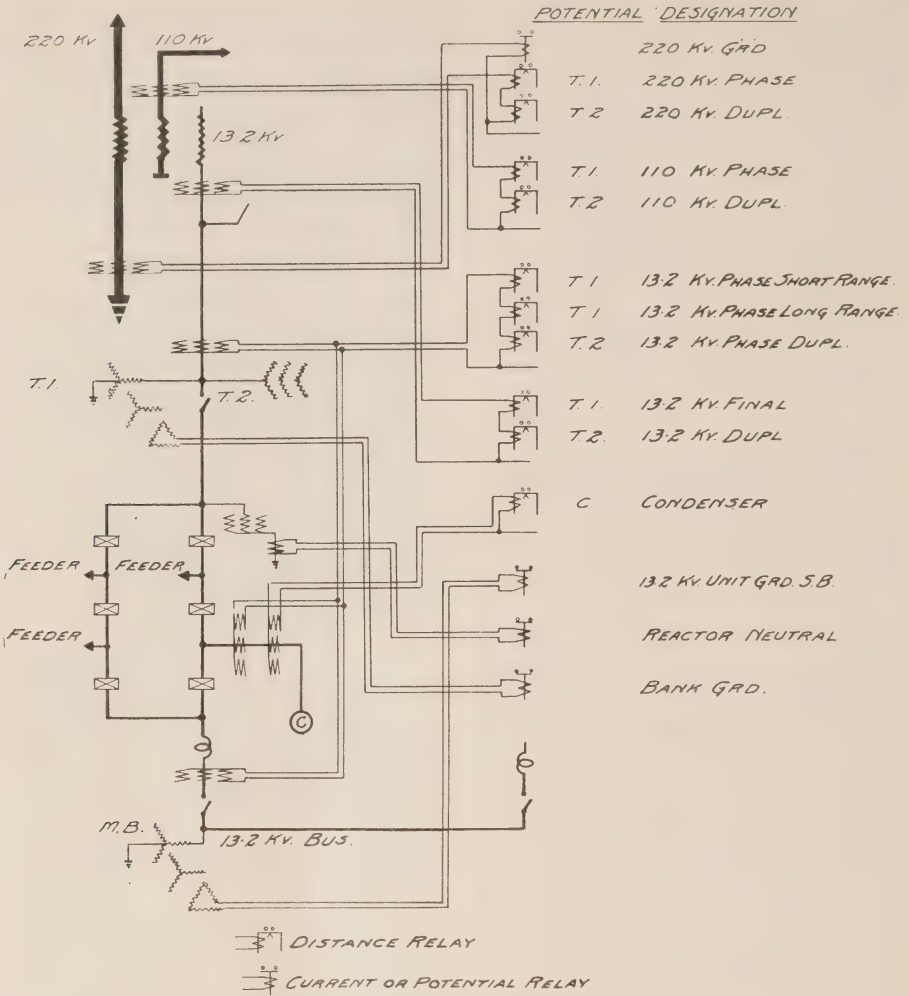 POTENTIAL DESIGNATION
220 KV
110 KV
220 KV. GRD
T.1. 220 KV. PHASE
T 2 220 KV. DUPL.
13·2 KV
T.1. 110 KV. PHASE
T.2 110 KV. DUPL.
T 1 13·2 KV. PHASE SHORT RANGE.
T 1 13·2 KV. PHASE LONG RANGE.
T. 2 13·2 KV. PHASE DUPL.
T.1.
T.2.
T. 1. 13·2 KV. FINAL
T 2. 13·2 KV. DUPL
C CONDENSER
FEEDER
FEEDER
13.2 KV. UNIT GRD. S.B.
FEEDER
REACTOR NEUTRAL
BANK GRD.
C
M.B.
13·2 KV. BUS.
DISTANCE RELAY
CURRENT OR POTENTIAL RELAY